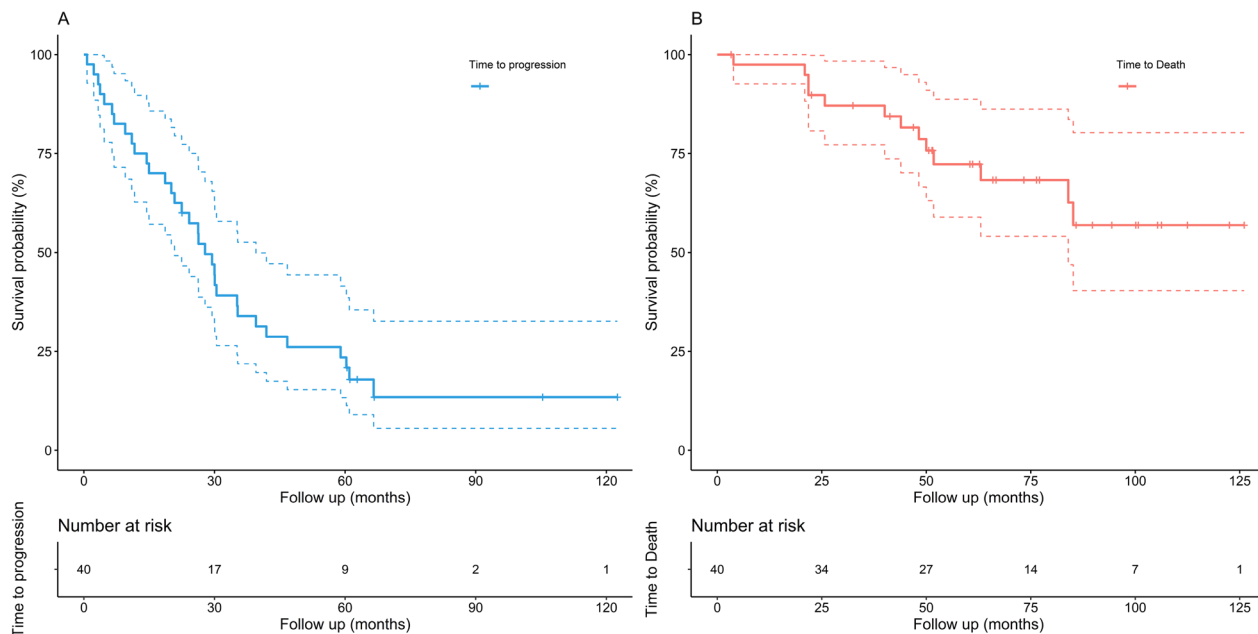 A
Time to progression
Survival probability (%)
100
75
50
25
0
0 30 60 90 120
Follow up (months)
Number at risk
Time to progression
40 17 9 2 1
0 30 60 90 120
Follow up (months)
B
Time to Death
Survival probability (%)
100
75
50
25
0
0 25 50 75 100 125
Follow up (months)
Number at risk
Time to Death
40 34 27 14 7 1
0 25 50 75 100 125
Follow up (months)